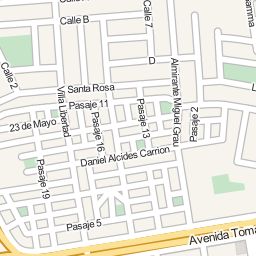 Calle B
Calle 7
Calle 2
D
Almirante Miguel Grau
Santa Rosa
Pasaje 11
23 de Mayo
Villa Libertad
Pasaje 16
Pasaje 13
Pasaje 2
Daniel Alcides Carrion
Pasaje 19
Pasaje 5
Avenida Toma